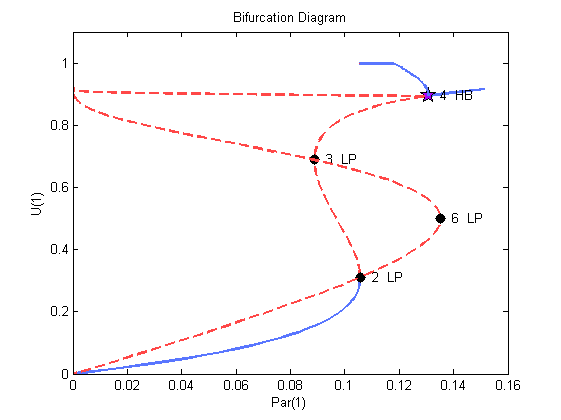 Bifurcation Diagram
1
4 HB
0.8
3 LP
0.6
6 LP
U(1)
0.4
2 LP
0.2
0
0 0.02 0.04 0.06 0.08 0.1 0.12 0.14 0.16
Par(1)